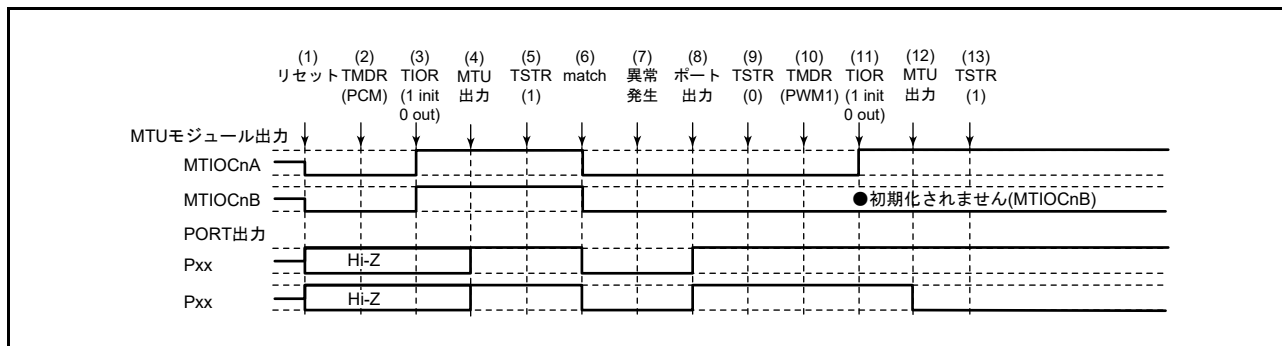 (1) (2) (3) (4) (5) (6) (7) (8) (9) (10) (11) (12) (13)
リセット TMDR TIOR MTU TSTR match 異常 ポート TSTR TMDR TIOR MTU TSTR
(PCM) (1 init 出力 (1) 発生 出力 (0) (PWM1) (1 init 出力 (1)
0 out) 0 out)
MTUモジュール出力
MTIOCnA
MTIOCnB ●初期化されません(MTIOCnB)
PORT出力
Pxx Hi-Z
Pxx Hi-Z